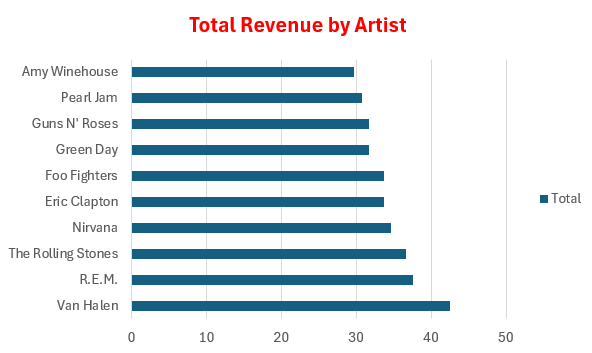 Total Revenue by Artist
Amy Winehouse
Pearl Jam
Guns N' Roses
Green Day
Foo Fighters
Eric Clapton
Nirvana
The Rolling Stones
R.E.M.
Van Halen
Total
0 10 20 30 40 50